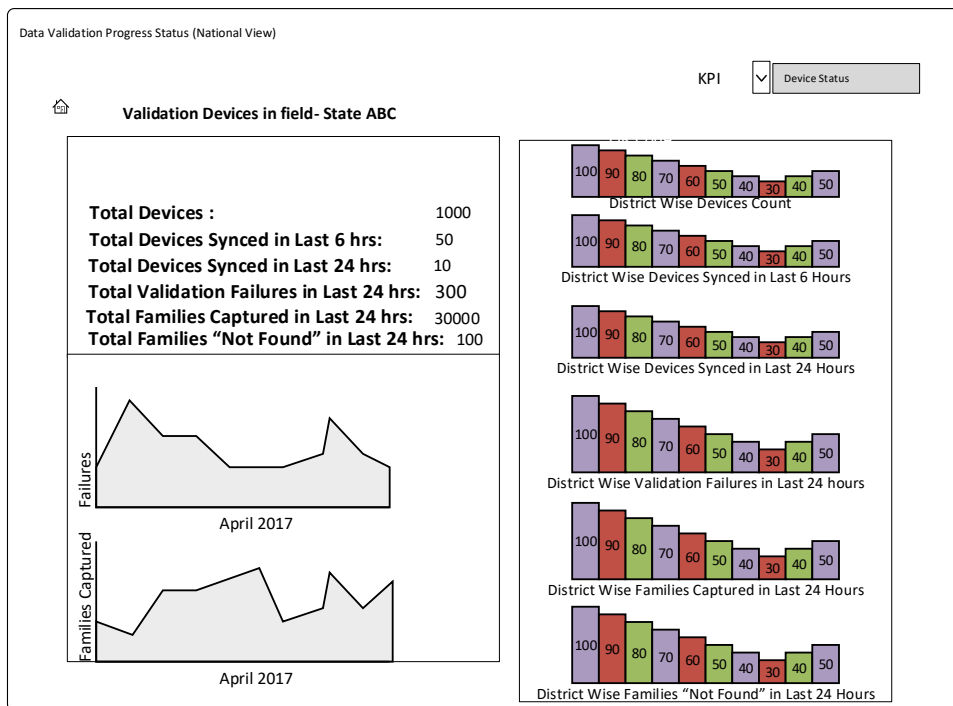 Data Validation Progress Status (National View)
KPI
Device Status
Validation Devices in field- State ABC
Total Devices : 1000
Total Devices Synced in Last 6 hrs: 50
Total Devices Synced in Last 24 hrs: 10
Total Validation Failures in Last 24 hrs: 300
Total Families Captured in Last 24 hrs: 30000
Total Families “Not Found” in Last 24 hrs: 100
Failures
April 2017
Families Captured
April 2017
100 90 80 70 60 50 40 30 40 50
District Wise Devices Count
100 90 80 70 60 50 40 30 40 50
District Wise Devices Synced in Last 6 Hours
100 90 80 70 60 50 40 30 40 50
District Wise Devices Synced in Last 24 Hours
100 90 80 70 60 50 40 30 40 50
District Wise Validation Failures in Last 24 hours
100 90 80 70 60 50 40 30 40 50
District Wise Families Captured in Last 24 Hours
100 90 80 70 60 50 40 30 40 50
District Wise Families “Not Found” in Last 24 Hours